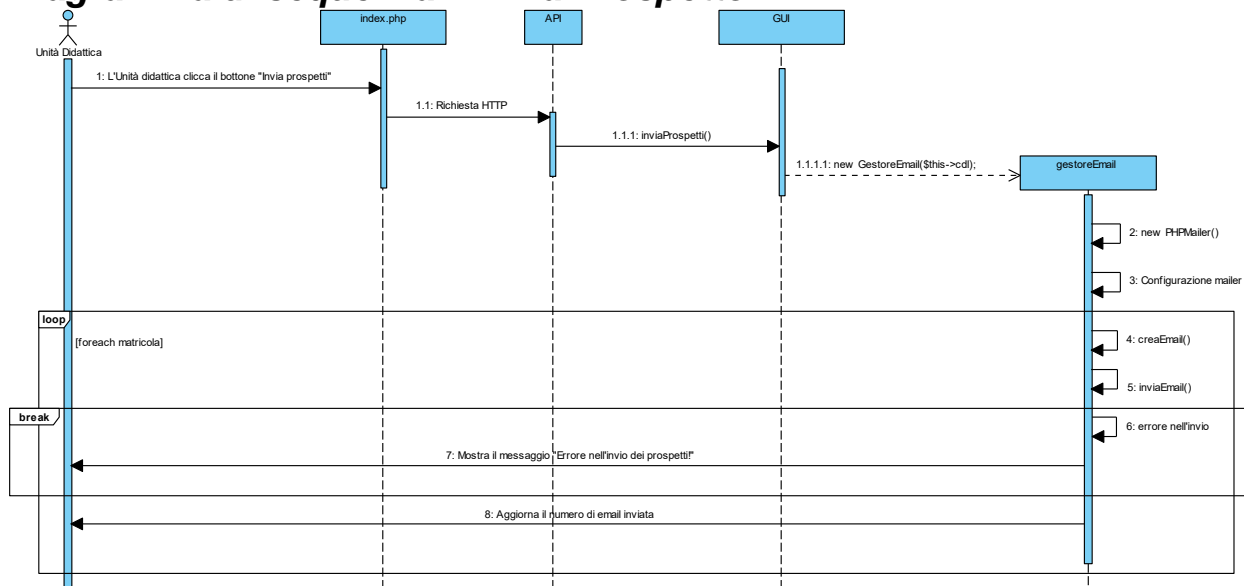 index.php
API
GUI
Unità Didattica
1: L'Unità didattica clicca il bottone "Invia prospetti"
1.1: Richiesta HTTP
1.1.1: inviaProspetti()
1.1.1.1: new GestoreEmail($this->cdl);
gestoreEmail
2: new PHPMailer()
3: Configurazione mailer
loop
[foreach matricola]
4: creaEmail()
5: inviaEmail()
break
6: errore nell'invio
7: Mostra il messaggio "Errore nell'invio dei prospetti!"
8: Aggiorna il numero di email inviata